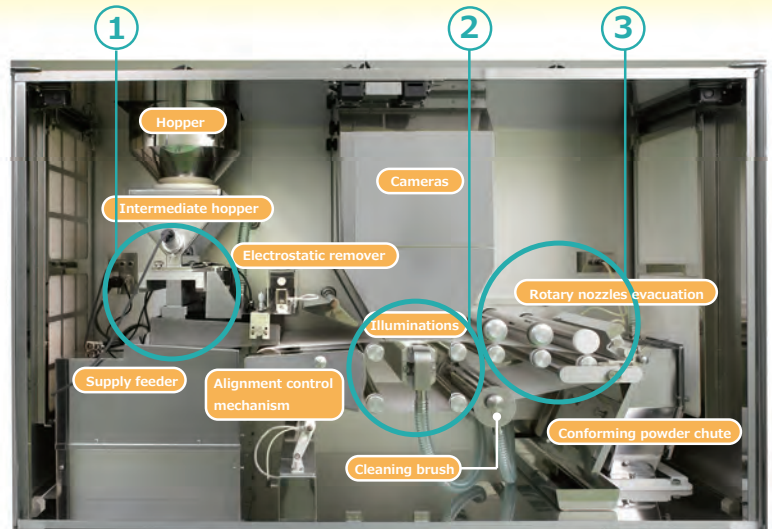 1
2
3
Hopper
Cameras
Intermediate hopper
Electrostatic remover
Rotary nozzles evacuation
Illuminations
Supply feeder
Alignment control
mechanism
Conforming powder chute
Cleaning brush